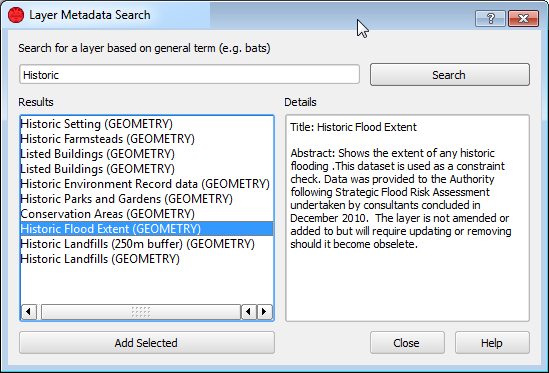 Layer Metadata Search
Search for a layer based on general term (e.g. bats)
Historic
Search
Results
Historic Setting (GEOMETRY)
Historic Farmsteads (GEOMETRY)
Listed Buildings (GEOMETRY)
Listed Buildings (GEOMETRY)
Historic Environment Record data (GEOMETRY)
Historic Parks and Gardens (GEOMETRY)
Conservation Areas (GEOMETRY)
Historic Flood Extent (GEOMETRY)
Historic Landfills (250m buffer) (GEOMETRY)
Historic Landfills (GEOMETRY)
Details
Title: Historic Flood Extent
Abstract: Shows the extent of any historic
flooding .This dataset is used as a constraint
check. Data was provided to the Authority
following Strategic Flood Risk Assessment
undertaken by consultants concluded in
December 2010.  The layer is not amended or
added to but will require updating or removing
should it become obselete.
Add Selected
Close
Help